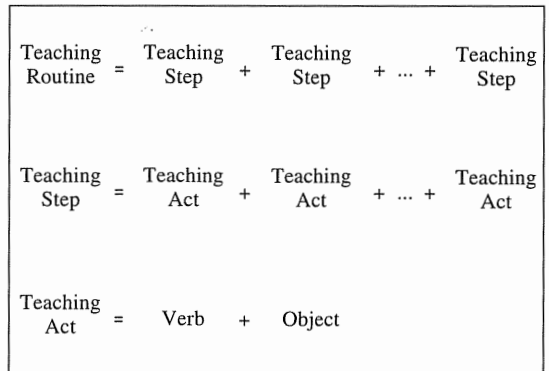 Teaching Routine = Teaching Step + Teaching Step + ... + Teaching Step
Teaching Step = Teaching Act + Teaching Act + ... + Teaching Act
Teaching Act = Verb + Object